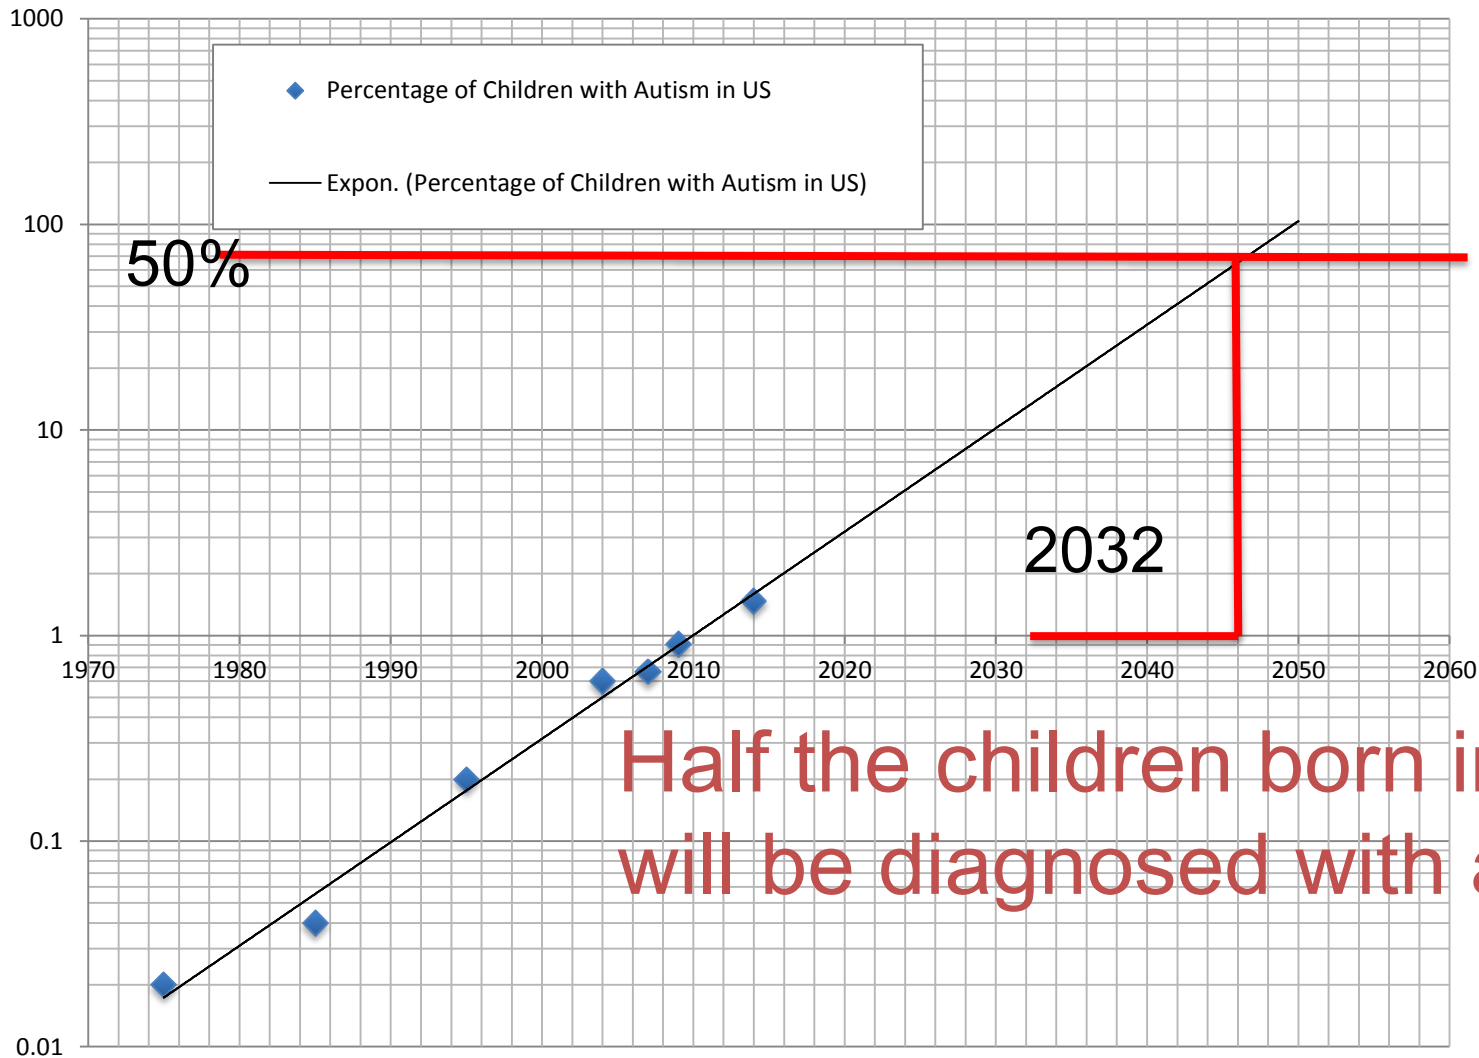 1000
Percentage of Children with Autism in US
Expon. (Percentage of Children with Autism in US)
100
50%
10
2032
1
1970 1980 1990 2000 2010 2020 2030 2040 2050 2060
Half the children born i
will be diagnosed with a
0.1
0.01